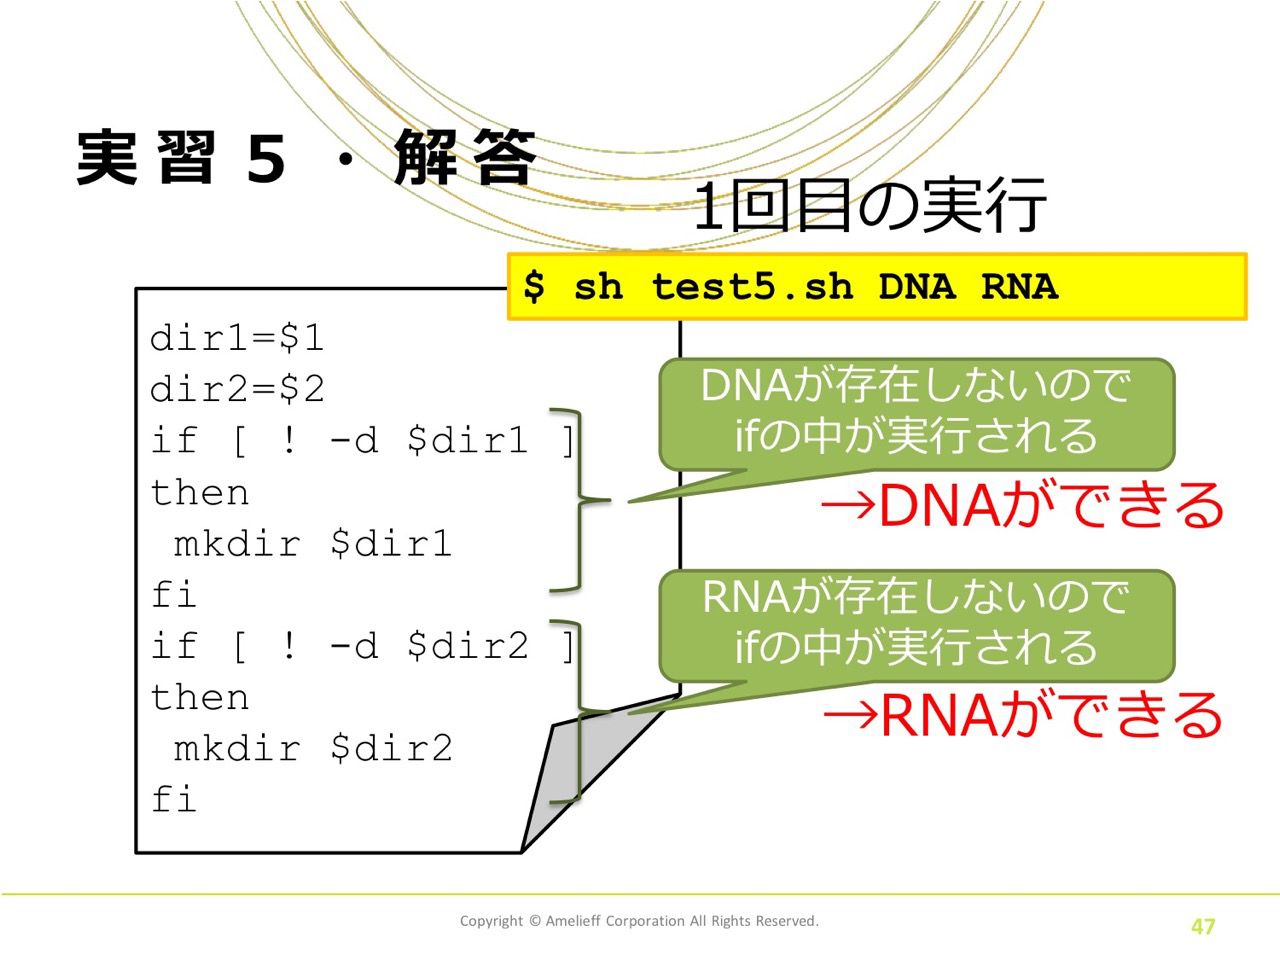 実習５・解答
1回目の実行
$ sh test5.sh DNA RNA
dir1=$1
dir2=$2
if [ ! -d $dir1 ]
then
 mkdir $dir1
fi
if [ ! -d $dir2 ]
then
 mkdir $dir2
fi
DNAが存在しないので
ifの中が実行される
→DNAができる
RNAが存在しないので
ifの中が実行される
→RNAができる
Copyright © Amelieff Corporation All Rights Reserved.
47